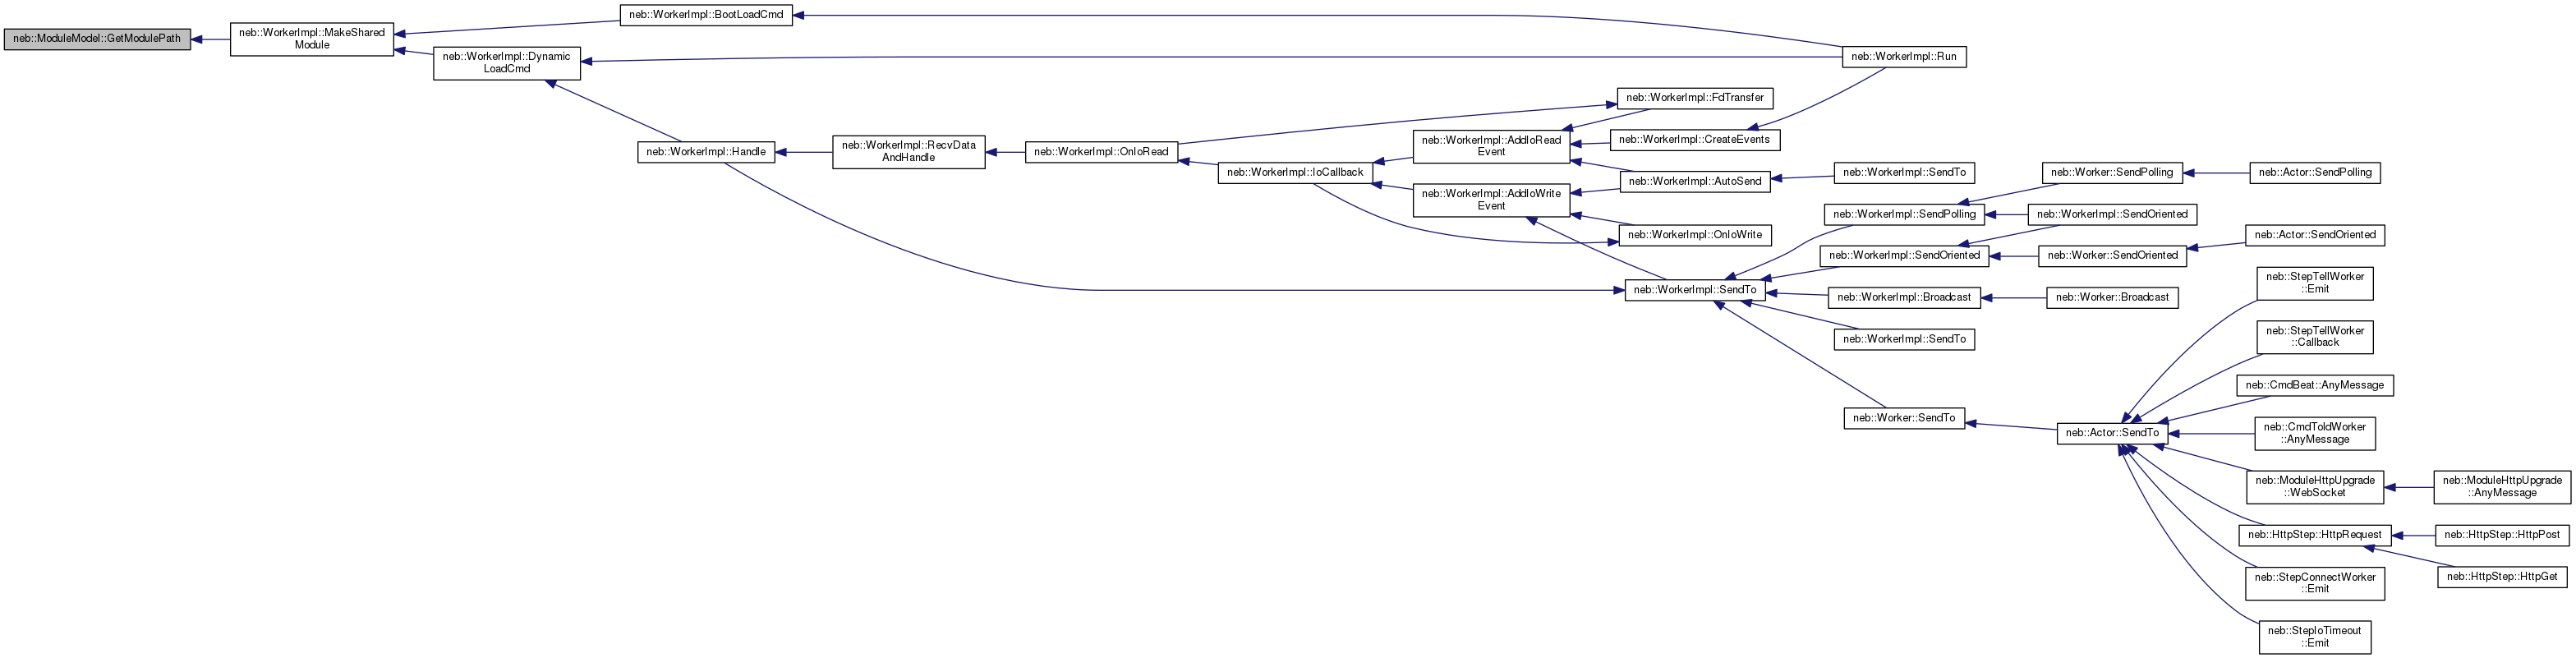 neb::ModuleModel::GetModulePath
neb::WorkerImpl::MakeShared
Module
neb::WorkerImpl::BootLoadCmd
neb::WorkerImpl::Dynamic
LoadCmd
neb::WorkerImpl::Run
neb::WorkerImpl::Handle
neb::WorkerImpl::RecvData
AndHandle
neb::WorkerImpl::OnIoRead
neb::WorkerImpl::IoCallback
neb::WorkerImpl::AddIoRead
Event
neb::WorkerImpl::AddIoWrite
Event
neb::WorkerImpl::FdTransfer
neb::WorkerImpl::CreateEvents
neb::WorkerImpl::AutoSend
neb::WorkerImpl::OnIoWrite
neb::WorkerImpl::SendTo
neb::WorkerImpl::SendTo
neb::WorkerImpl::SendPolling
neb::WorkerImpl::SendOriented
neb::WorkerImpl::Broadcast
neb::WorkerImpl::SendTo
neb::Worker::SendTo
neb::Worker::SendPolling
neb::WorkerImpl::SendOriented
neb::Worker::SendOriented
neb::Worker::Broadcast
neb::Actor::SendTo
neb::Actor::SendPolling
neb::Actor::SendOriented
neb::StepTellWorker
::Emit
neb::StepTellWorker
::Callback
neb::CmdBeat::AnyMessage
neb::CmdToldWorker
::AnyMessage
neb::ModuleHttpUpgrade
::WebSocket
neb::ModuleHttpUpgrade
::AnyMessage
neb::HttpStep::HttpRequest
neb::HttpStep::HttpPost
neb::HttpStep::HttpGet
neb::StepConnectWorker
::Emit
neb::StepIoTimeout
::Emit